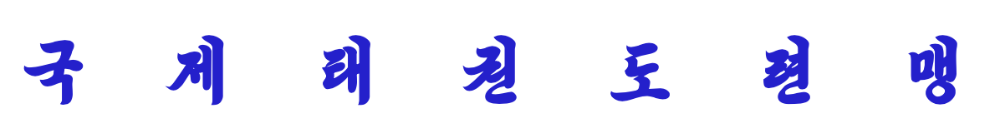 국 제 태 권 도 련 맹